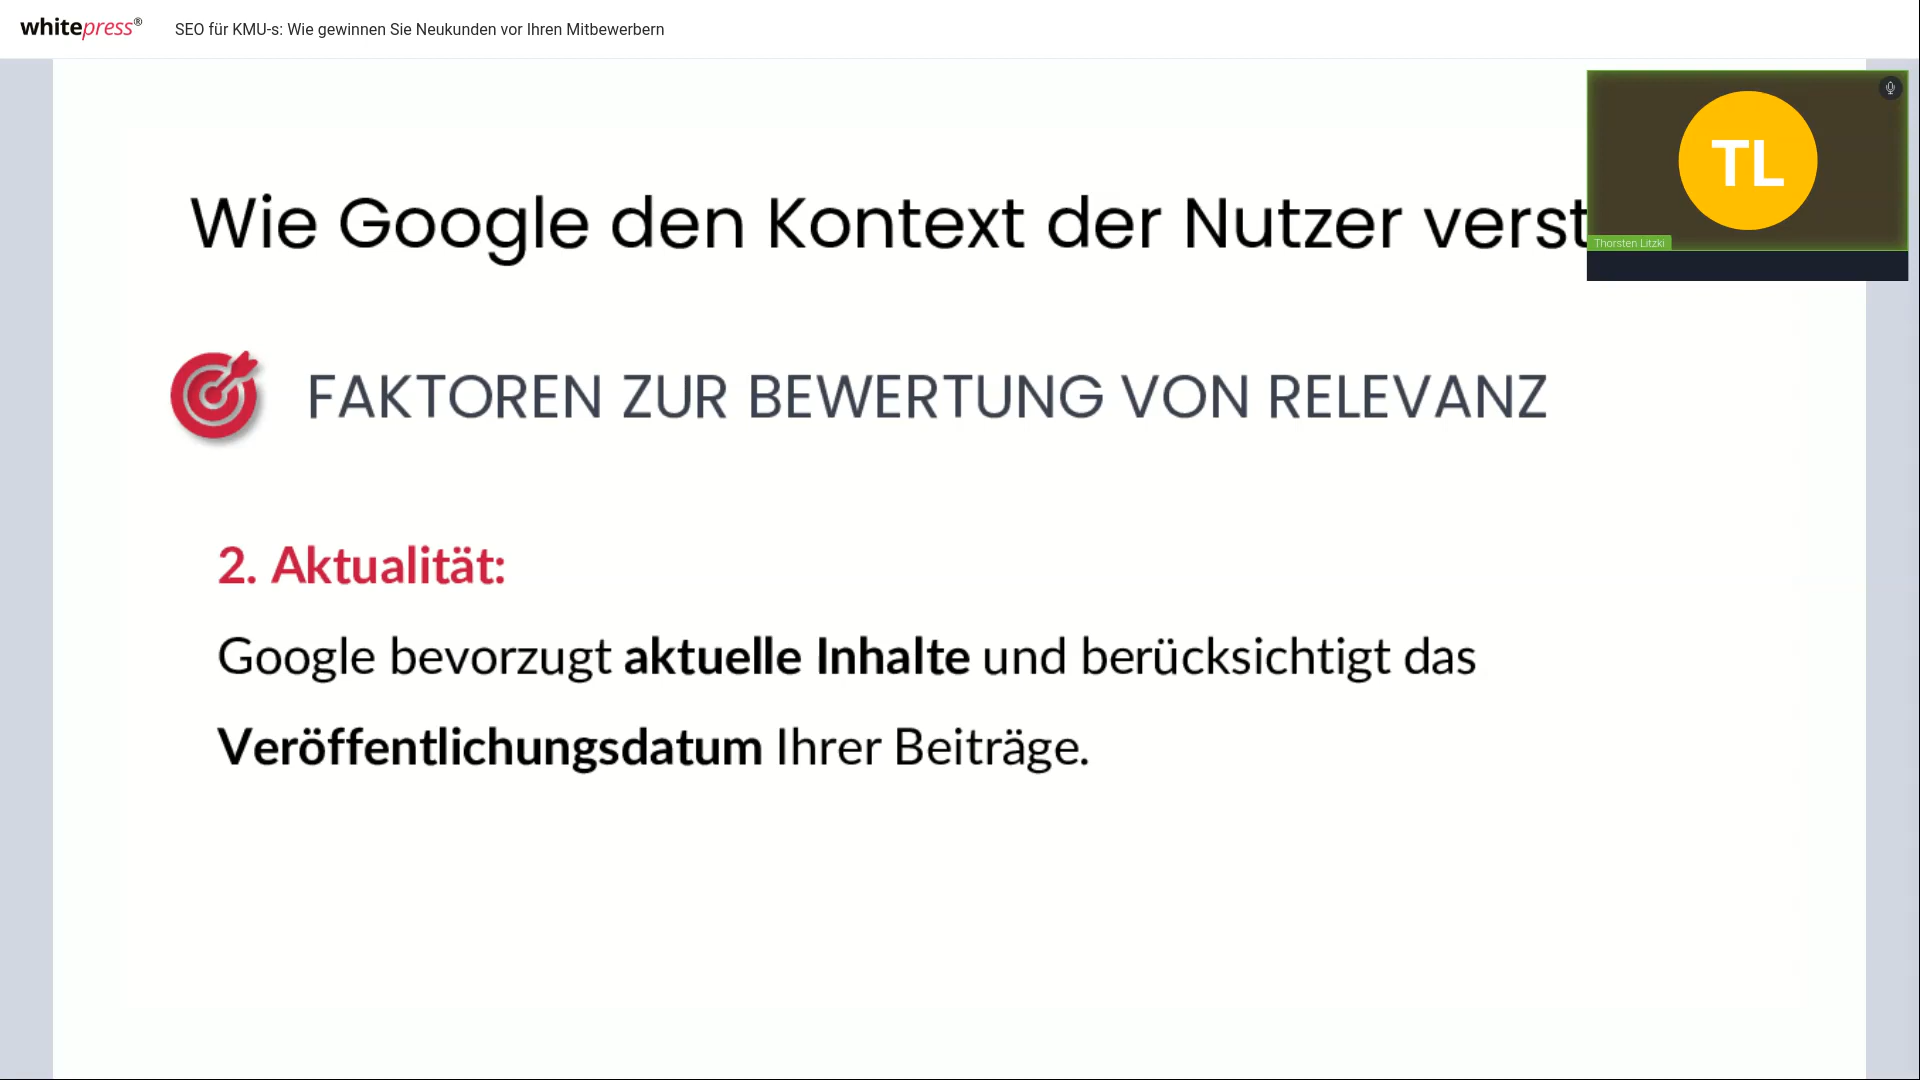 whitepress®
SEO für KMU-s: Wie gewinnen Sie Neukunden vor Ihren Mitbewerbern
Wie Google den Kontext der Nutzer verst
TL
Thorsten Litzki
FAKTOREN ZUR BEWERTUNG VON RELEVANZ
2. Aktualität:
Google bevorzugt aktuelle Inhalte und berücksichtigt das
Veröffentlichungsdatum Ihrer Beiträge.